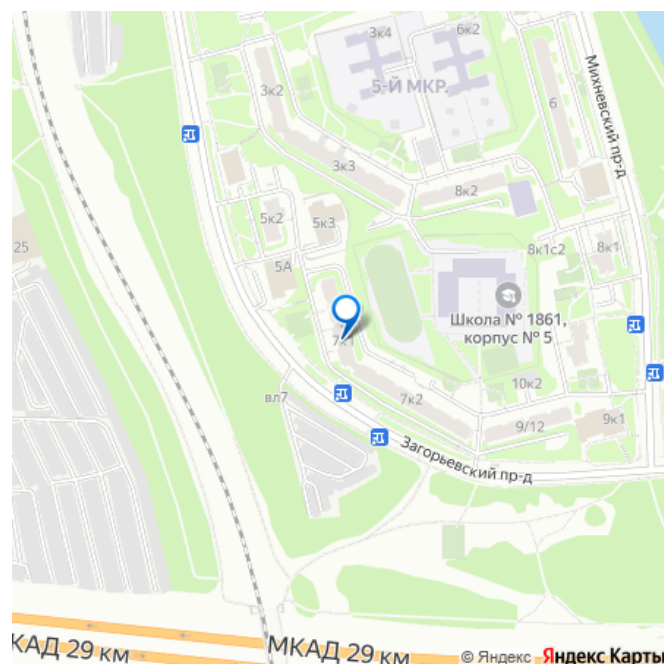 3к4
6к2
5-Й МКР.
Михневский пр-д
3к2
6
3к3
8к2
5к2
5к3
8к1с2
8к1
25
5А
Школа № 1861,
корпус № 5
7к1
10к2
вл7
7к2
9/12
9к1
Загорьевский пр-д
МКАД 29 км
КАД 29 км
© Яндекс Яндекс Карты